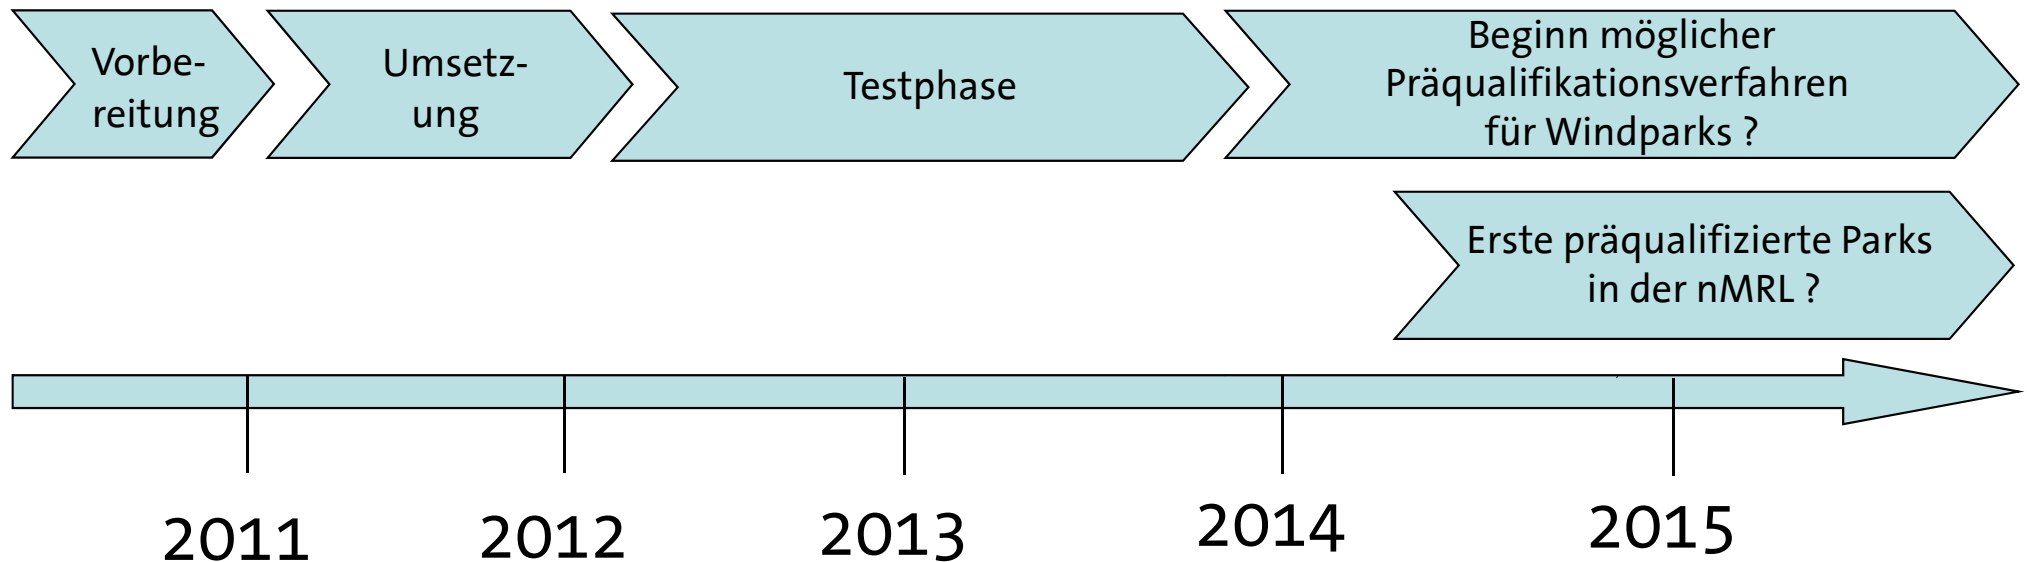 Vorbe-
reitung
Umsetz-
ung
Testphase
Beginn möglicher
Präqualifikationsverfahren
für Windparks ?
Erste präqualifizierte Parks
in der nMRL ?
2011
2012
2013
2014
2015